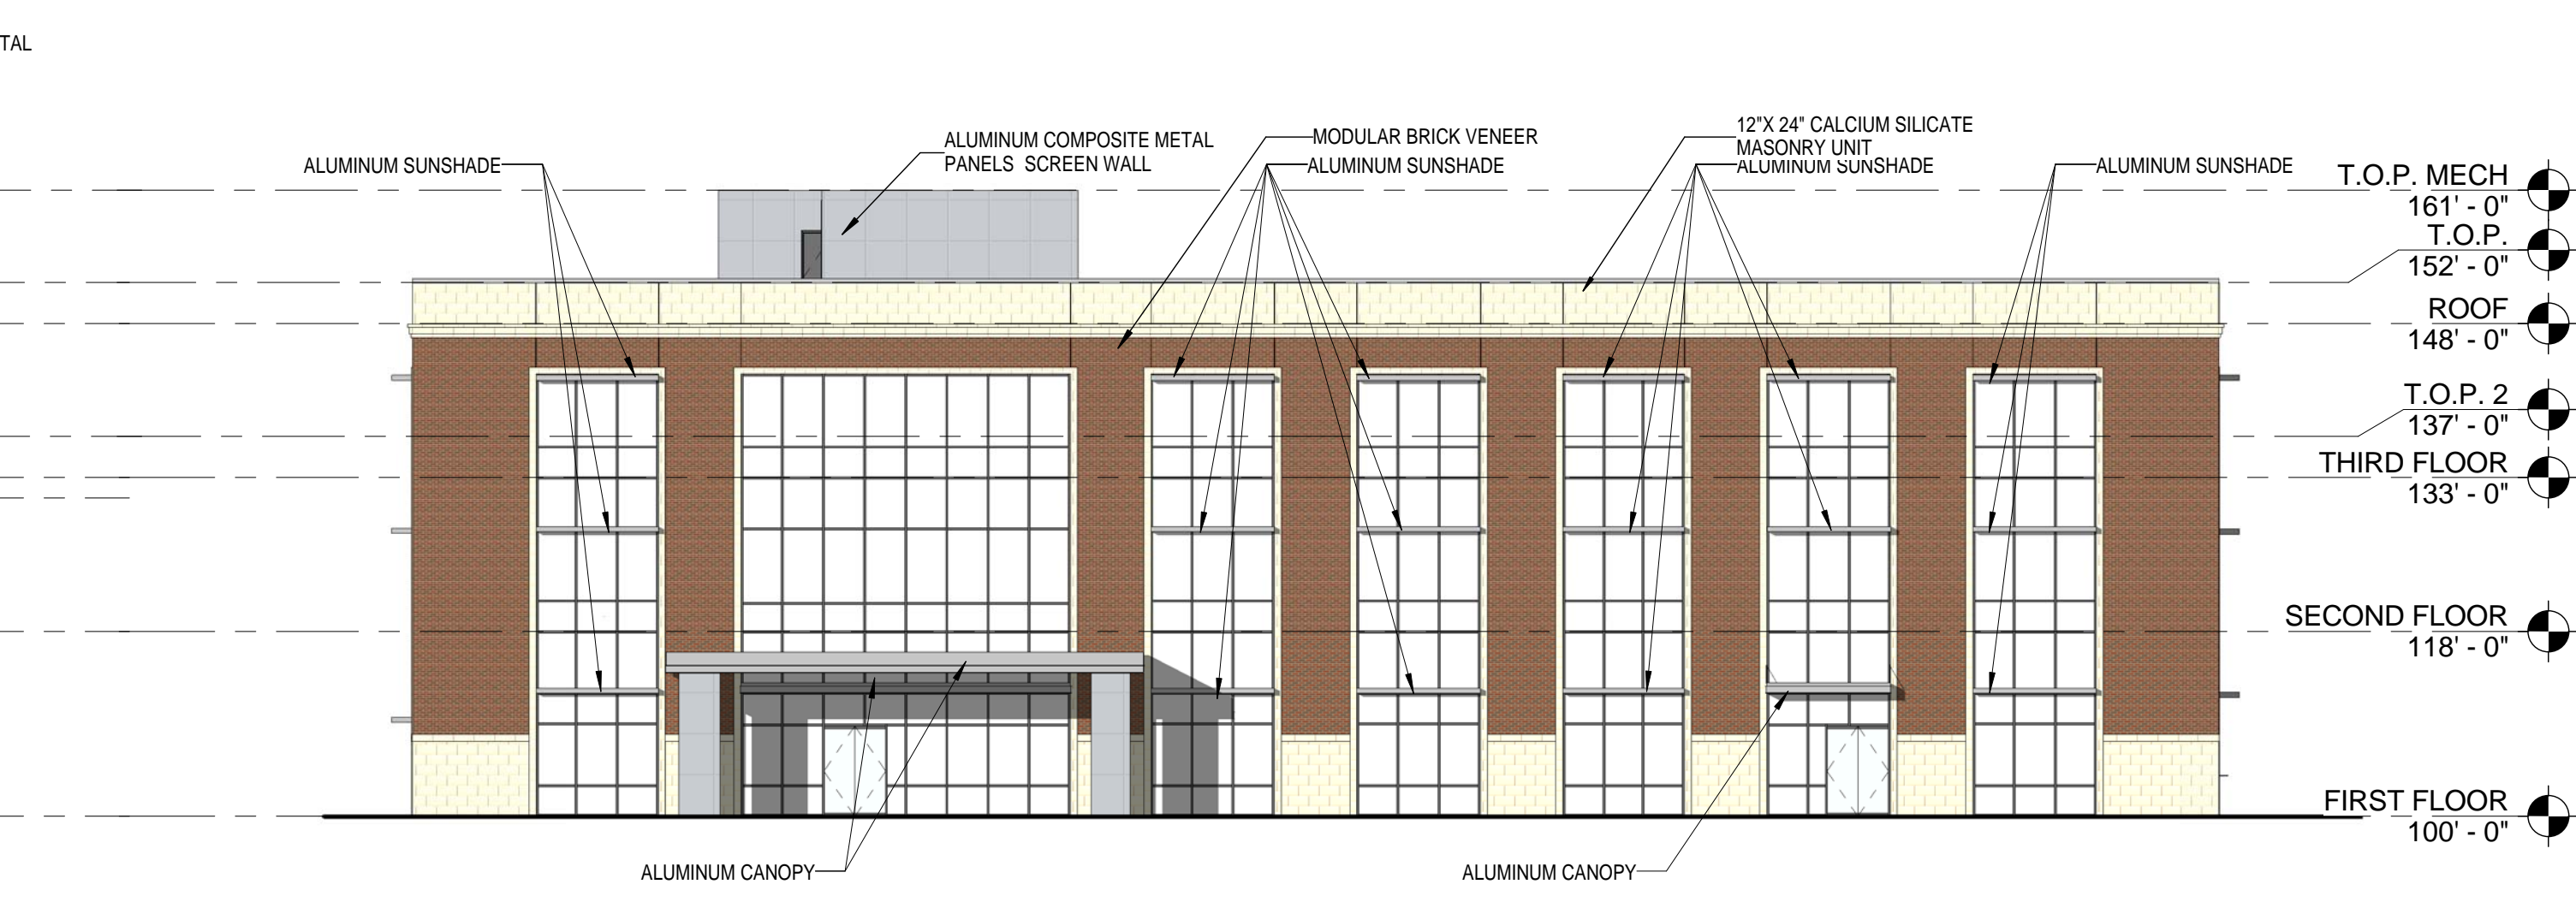 TAL
ALUMINUM SUNSHADE
ALUMINUM COMPOSITE METAL
PANELS  SCREEN WALL
MODULAR BRICK VENEER
ALUMINUM SUNSHADE
12"X 24" CALCIUM SILICATE
MASONRY UNIT
ALUMINUM SUNSHADE
ALUMINUM SUNSHADE
T.O.P. MECH
161' - 0"
T.O.P.
152' - 0"
ROOF
148' - 0"
T.O.P. 2
137' - 0"
THIRD FLOOR
133' - 0"
SECOND FLOOR
118' - 0"
FIRST FLOOR
100' - 0"
ALUMINUM CANOPY
ALUMINUM CANOPY